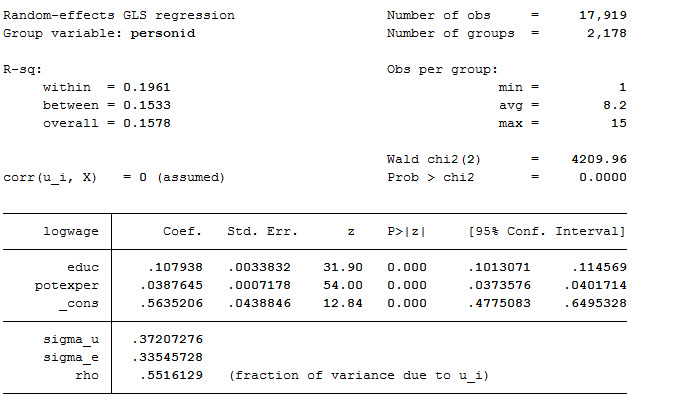 Random-effects GLS regression Number of obs = 17,919
Group variable: personid Number of groups = 2,178
R-sq: Obs per group:
within = 0.1961 min = 1
between = 0.1533 avg = 8.2
overall = 0.1578 max = 15
Wald chi2(2) = 4209.96
corr(u_i, X) = 0 (assumed) Prob > chi2 = 0.0000
logwage Coef. Std. Err. z P>|z| [95% Conf. Interval]
educ .107938 .0033832 31.90 0.000 .1013071 .114569
potexper .0387645 .0007178 54.00 0.000 .0373576 .0401714
_cons .5635206 .0438846 12.84 0.000 .4775083 .6495328
sigma_u .37207276
sigma_e .33545728
rho .5516129 (fraction of variance due to u_i)